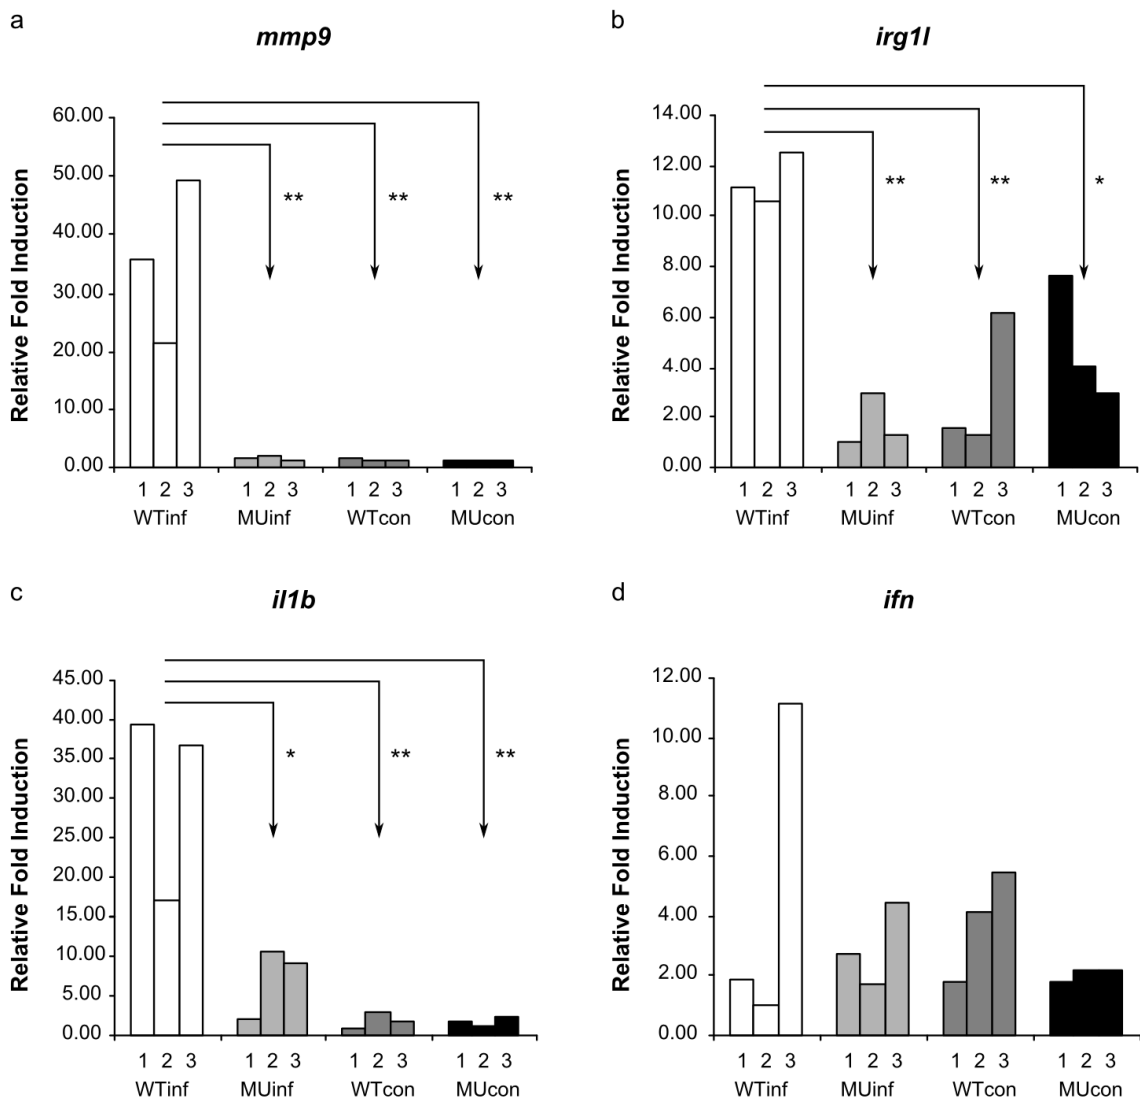 a
mmp9
Relative Fold Induction
60.00
50.00
40.00
30.00
20.00
10.00
0.00
** ** **
1 2 3 1 2 3 1 2 3 1 2 3
WTinf MUinf WTcon MUcon
b
irg1l
Relative Fold Induction
14.00
12.00
10.00
8.00
6.00
4.00
2.00
0.00
** ** *
1 2 3 1 2 3 1 2 3 1 2 3
WTinf MUinf WTcon MUcon
c
il1b
Relative Fold Induction
45.00
40.00
35.00
30.00
25.00
20.00
15.00
10.00
5.00
0.00
* ** **
1 2 3 1 2 3 1 2 3 1 2 3
WTinf MUinf WTcon MUcon
d
ifn
Relative Fold Induction
12.00
10.00
8.00
6.00
4.00
2.00
0.00
1 2 3 1 2 3 1 2 3 1 2 3
WTinf MUinf WTcon MUcon